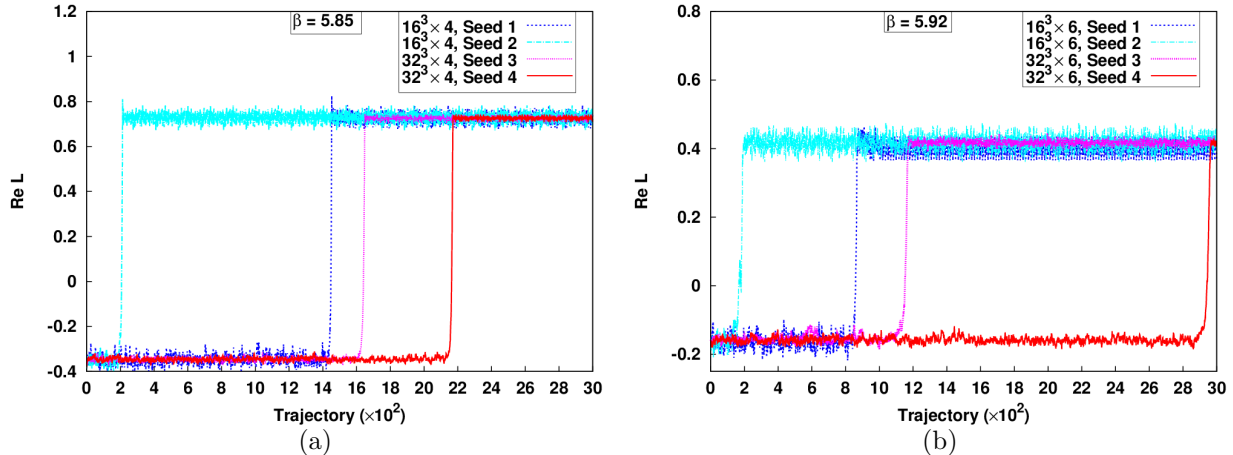 β = 5.85
16³× 4, Seed 1
16³× 4, Seed 2
32³× 4, Seed 3
32³× 4, Seed 4
Re L
1.2
1
0.8
0.6
0.4
0.2
0
-0.2
-0.4
0 2 4 6 8 10 12 14 16 18 20 22 24 26 28 30
Trajectory (×10²)
(a)
β = 5.92
16³× 6, Seed 1
16³× 6, Seed 2
32³× 6, Seed 3
32³× 6, Seed 4
Re L
0.8
0.6
0.4
0.2
0
-0.2
0 2 4 6 8 10 12 14 16 18 20 22 24 26 28 30
Trajectory (×10²)
(b)